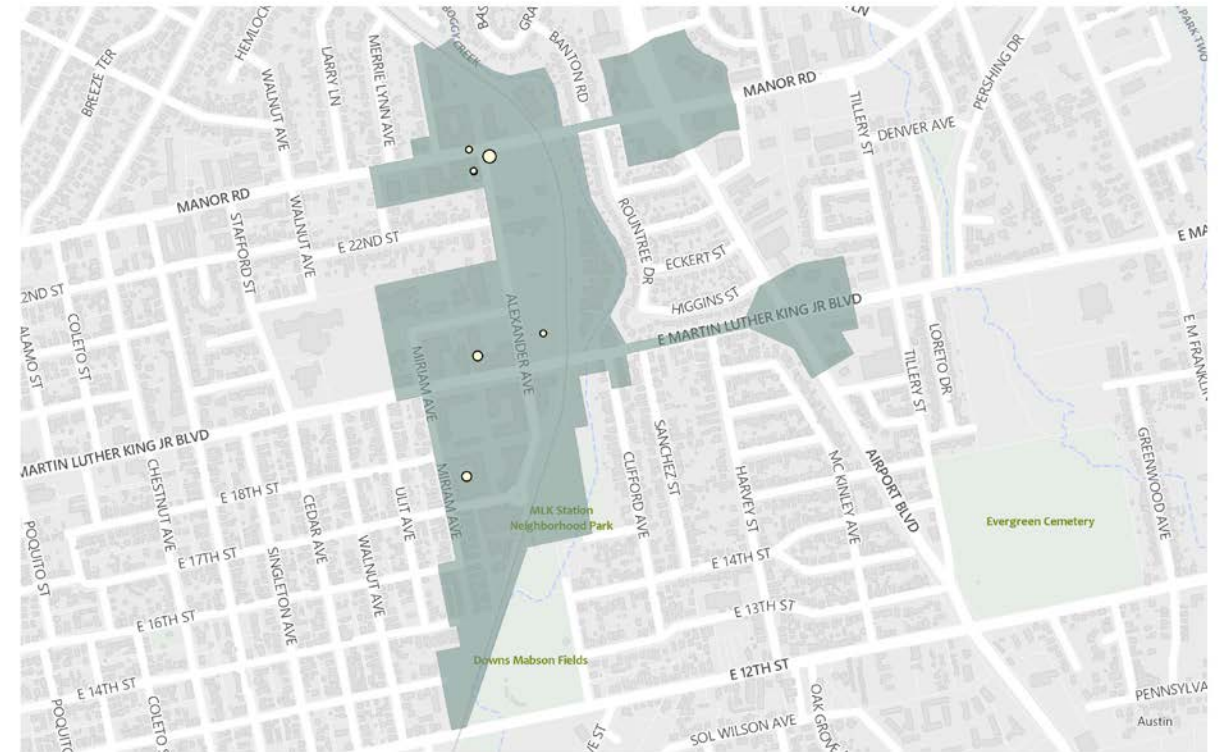 BOGGY CREEK
BANTON RD
HEMLOCK
BREEZE TER
LARRY LN
MERRIE LYNN AVE
WALNUT AVE
MANOR RD
PERSHING DR
PARK TWO
TILLERY ST
DENVER AVE
MANOR RD
STAFFORD ST
WALNUT AVE
E 22ND ST
ROUNTREE DR
ECKERT ST
E MA
2ND ST
HIGGINS ST
ALEXANDER AVE
E MARTIN LUTHER KING JR BLVD
ALAMO ST
COLETO ST
MIRIAM AVE
LORETO DR
TILLERY ST
E M FRANKLIN
MARTIN LUTHER KING JR BLVD
CHESTNUT AVE
E 18TH ST
CEDAR AVE
ULIT AVE
MIRIAM AVE
CLIFFORD AVE
SANCHEZ ST
HARVEY ST
MC KINLEY AVE
AIRPORT BLVD
GREENWOOD AVE
MLK Station
Neighborhood Park
Evergreen Cemetery
POQUITO ST
E 17TH ST
SINGLETON AVE
WALNUT AVE
E 14TH ST
E 16TH ST
E 13TH ST
Downs Mabson Fields
E 12TH ST
E 14TH ST
POQUITO
COLETO
OAK GROVE
SOL WILSON AVE
PENNSYLVA
Austin